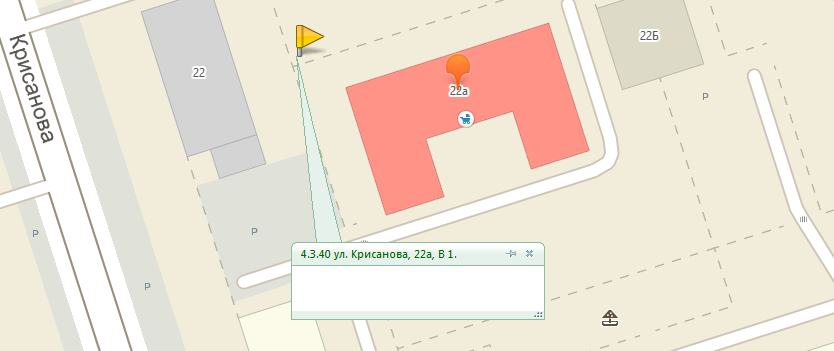 Крисанова
22
22а
22Б
P
P
P
P
4.3.40 ул. Крисанова, 22а, В 1.